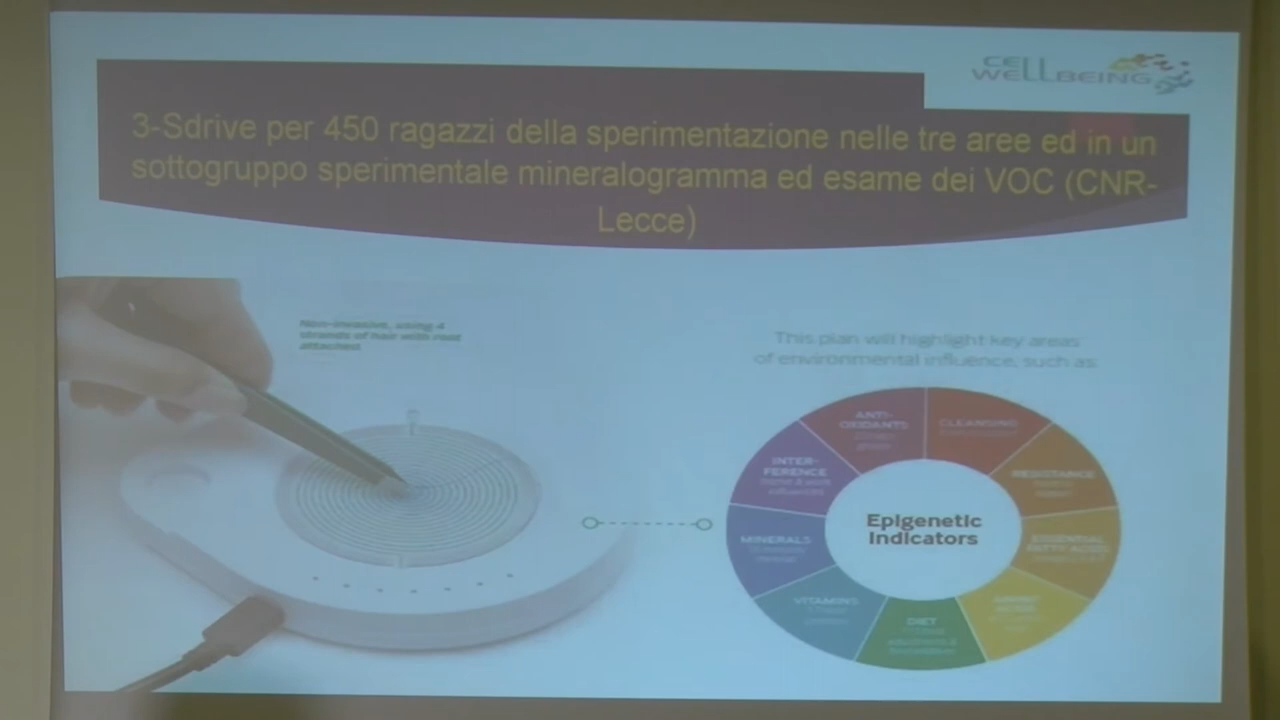 CELL
WELLBEING
3-Sdrive per 450 ragazzi della sperimentazione nelle tre aree ed in un
sottogruppo sperimentale mineralogramma ed esame dei VOC (CNR-
Lecce)
Non-invasive, using 4
strands of hair with root
attached
This plan will highlight key areas
of environmental influence, such as:
ANTI-
OXIDANTS
CLEANSING
INTER-
FERENCE
RESISTANCE
Epigenetic
Indicators
MINERALS
ESSENTIAL
FATTY ACIDS
VITAMINS
DIET